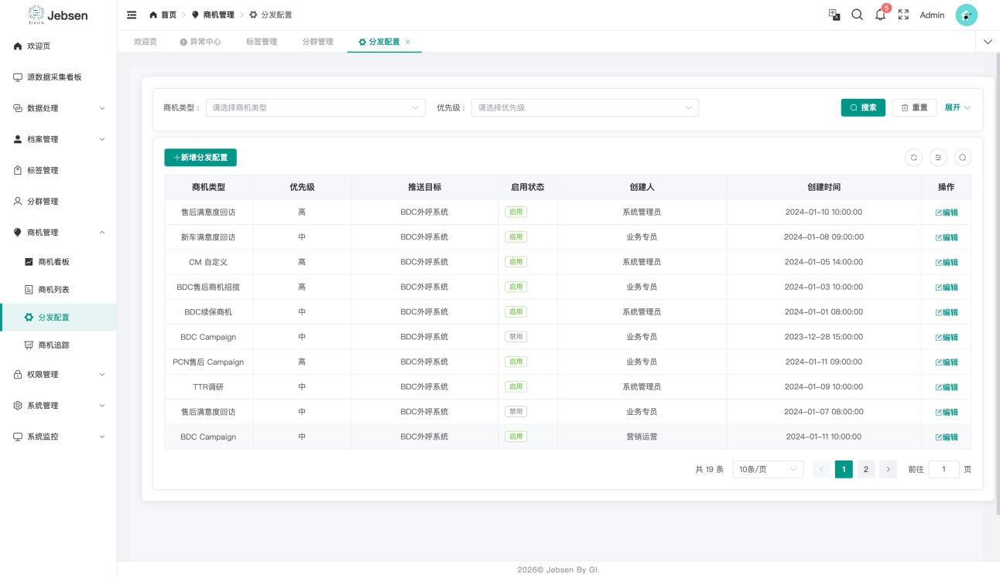 Jebsen
首页 商机管理 分发配置
5
Admin
欢迎页 异常中心 标签管理 分群管理 分发配置 ×
欢迎页
源数据采集看板
数据处理
档案管理
标签管理
分群管理
商机管理
商机看板
商机列表
分发配置
商机追踪
权限管理
系统管理
系统监控
商机类型 : 请选择商机类型 优先级 : 请选择优先级 搜索 重置 展开
+新增分发配置
商机类型 优先级 推送目标 启用状态 创建人 创建时间 操作
售后满意度回访 高 BDC外呼系统 启用 系统管理员 2024-01-10 10:00:00 编辑
新车满意度回访 中 BDC外呼系统 启用 业务专员 2024-01-08 09:00:00 编辑
CM 自定义 高 BDC外呼系统 启用 系统管理员 2024-01-05 14:00:00 编辑
BDC售后商机招揽 高 BDC外呼系统 启用 业务专员 2024-01-03 10:00:00 编辑
BDC续保商机 中 BDC外呼系统 启用 系统管理员 2024-01-01 08:00:00 编辑
BDC Campaign 中 BDC外呼系统 禁用 业务专员 2023-12-28 15:00:00 编辑
PCN售后 Campaign 高 BDC外呼系统 启用 业务专员 2024-01-11 09:00:00 编辑
TTR调研 中 BDC外呼系统 启用 系统管理员 2024-01-09 10:00:00 编辑
售后满意度回访 中 BDC外呼系统 禁用 业务专员 2024-01-07 08:00:00 编辑
BDC Campaign 中 BDC外呼系统 启用 营销运营 2024-01-11 10:00:00 编辑
共 19 条 10条/页 1 2 前往 1 页
2026© Jebsen By GI.